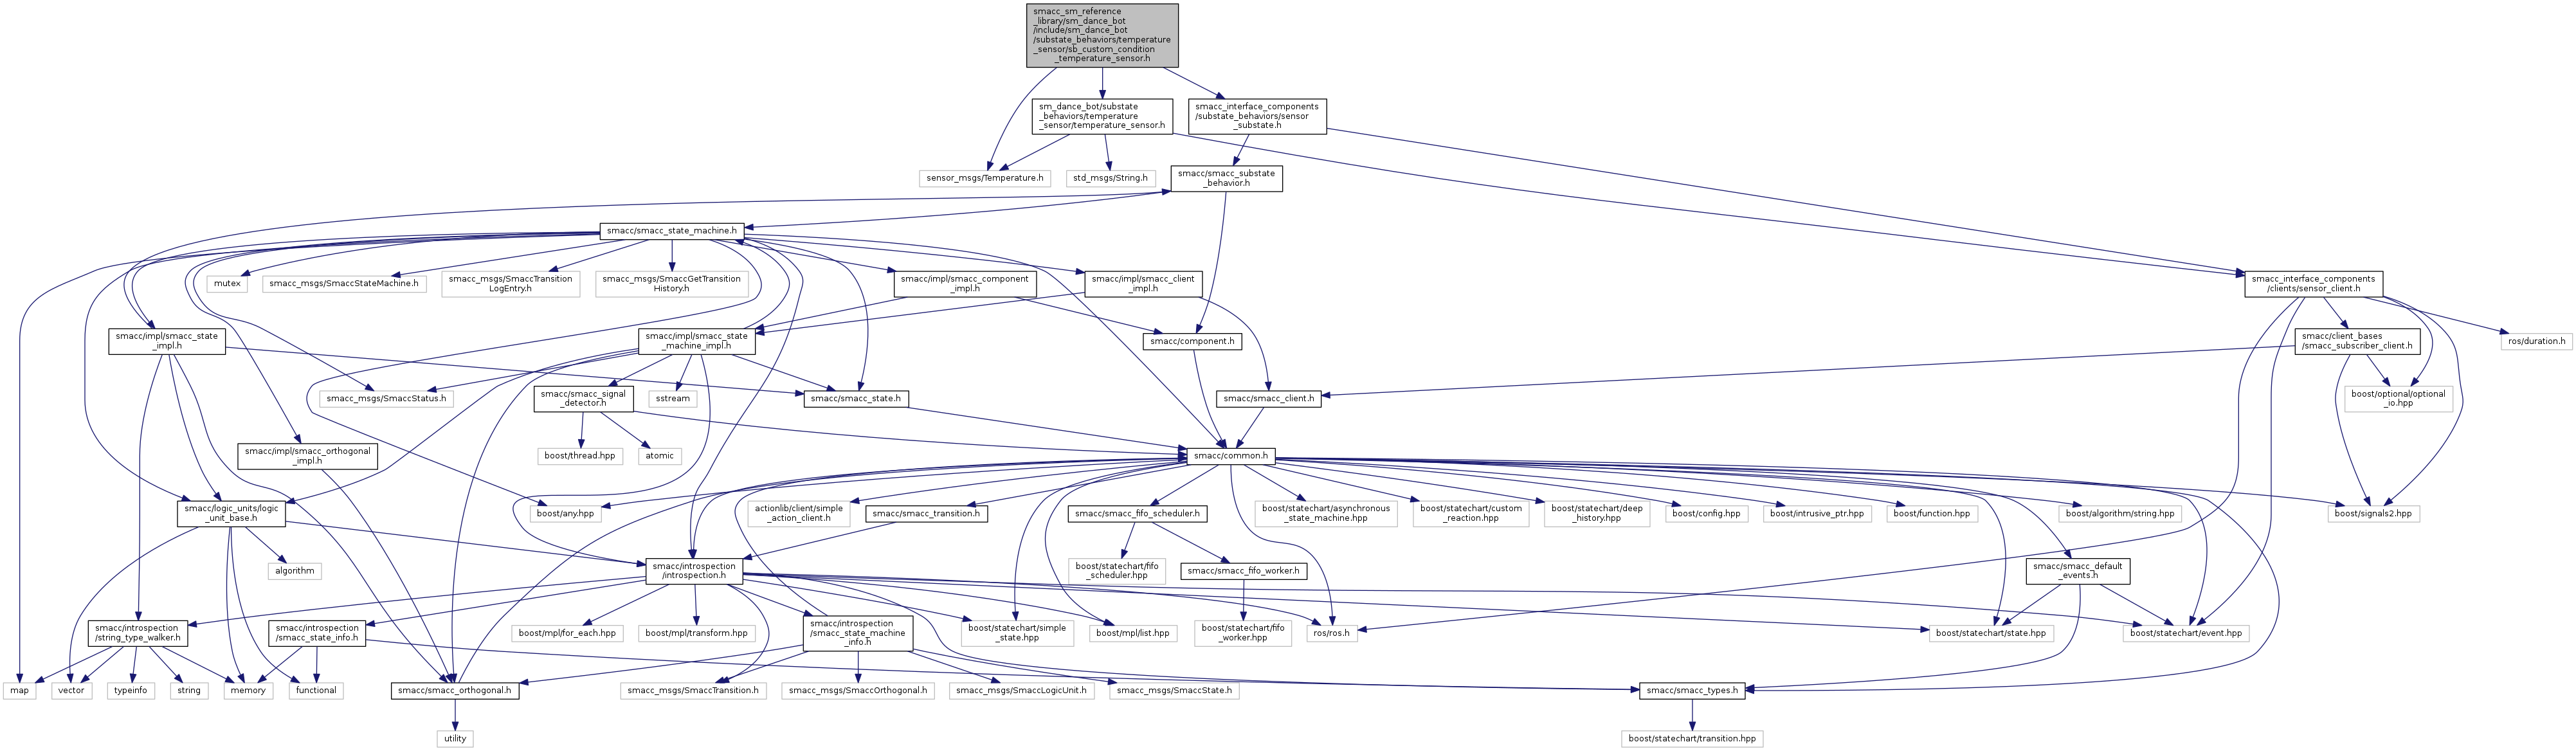 smacc_sm_reference
_library/sm_dance_bot
/include/sm_dance_bot
/substate_behaviors/temperature
_sensor/sb_custom_condition
_temperature_sensor.h
sm_dance_bot/substate
_behaviors/temperature
_sensor/temperature_sensor.h
smacc_interface_components
/substate_behaviors/sensor
_substate.h
sensor_msgs/Temperature.h
std_msgs/String.h
smacc/smacc_substate
_behavior.h
smacc/smacc_state_machine.h
mutex
smacc_msgs/SmaccStateMachine.h
smacc_msgs/SmaccTransition
LogEntry.h
smacc_msgs/SmaccGetTransition
History.h
smacc/impl/smacc_component
_impl.h
smacc/impl/smacc_client
_impl.h
smacc_interface_components
/clients/sensor_client.h
smacc/impl/smacc_state
_impl.h
smacc/impl/smacc_state
_machine_impl.h
smacc/component.h
smacc/client_bases
/smacc_subscriber_client.h
ros/duration.h
smacc_msgs/SmaccStatus.h
smacc/smacc_signal
_detector.h
sstream
smacc/smacc_state.h
smacc/smacc_client.h
boost/optional/optional
_io.hpp
smacc/impl/smacc_orthogonal
_impl.h
boost/thread.hpp
atomic
smacc/common.h
smacc/logic_units/logic
_unit_base.h
boost/any.hpp
actionlib/client/simple
_action_client.h
smacc/smacc_transition.h
smacc/smacc_fifo_scheduler.h
boost/statechart/asynchronous
_state_machine.hpp
boost/statechart/custom
_reaction.hpp
boost/statechart/deep
_history.hpp
boost/config.hpp
boost/intrusive_ptr.hpp
boost/function.hpp
boost/algorithm/string.hpp
boost/signals2.hpp
algorithm
smacc/introspection
/introspection.h
boost/statechart/fifo
_scheduler.hpp
smacc/smacc_fifo_worker.h
smacc/smacc_default
_events.h
smacc/introspection
/string_type_walker.h
smacc/introspection
/smacc_state_info.h
boost/mpl/for_each.hpp
boost/mpl/transform.hpp
smacc/introspection
/smacc_state_machine
_info.h
boost/statechart/simple
_state.hpp
boost/mpl/list.hpp
boost/statechart/fifo
_worker.hpp
ros/ros.h
boost/statechart/state.hpp
boost/statechart/event.hpp
map
vector
typeinfo
string
memory
functional
smacc/smacc_orthogonal.h
smacc_msgs/SmaccTransition.h
smacc_msgs/SmaccOrthogonal.h
smacc_msgs/SmaccLogicUnit.h
smacc_msgs/SmaccState.h
smacc/smacc_types.h
utility
boost/statechart/transition.hpp